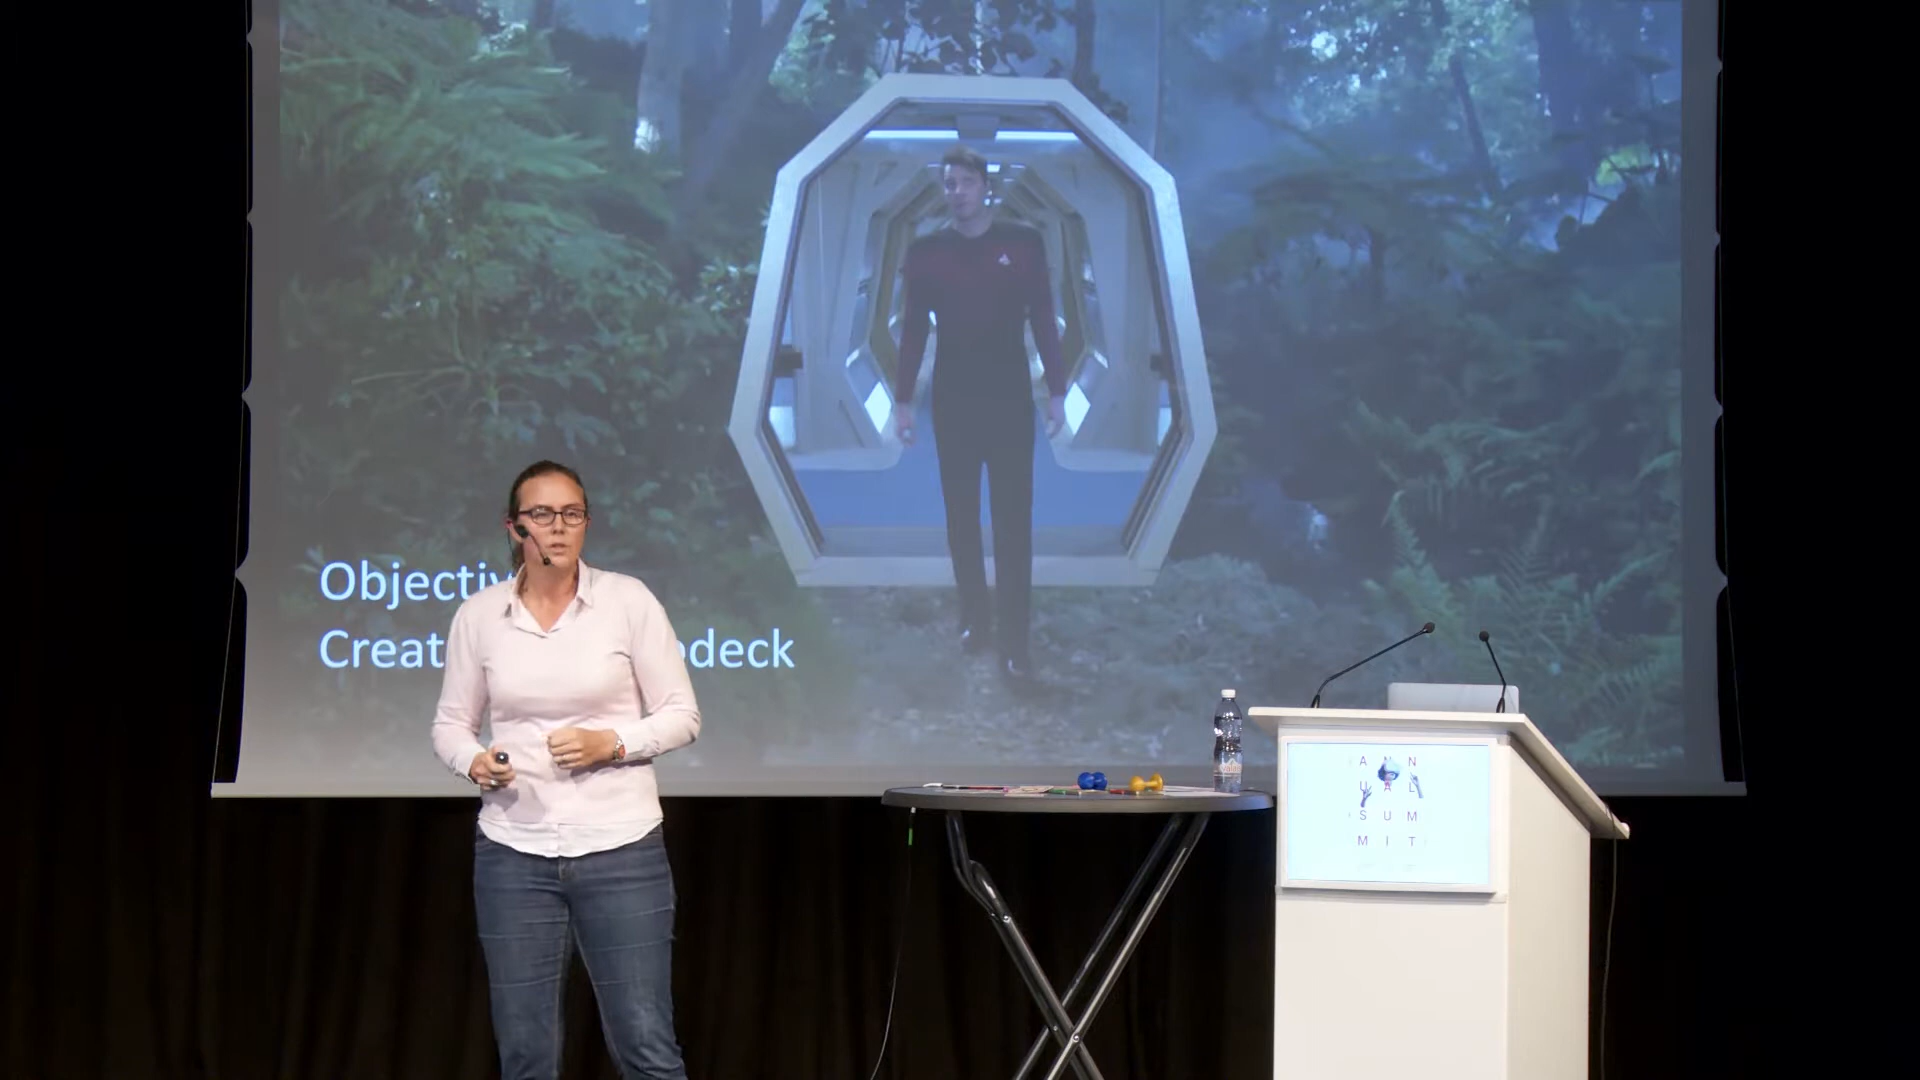 Objectiv
Creat odeck
A N N
U A L
S U M
M I T